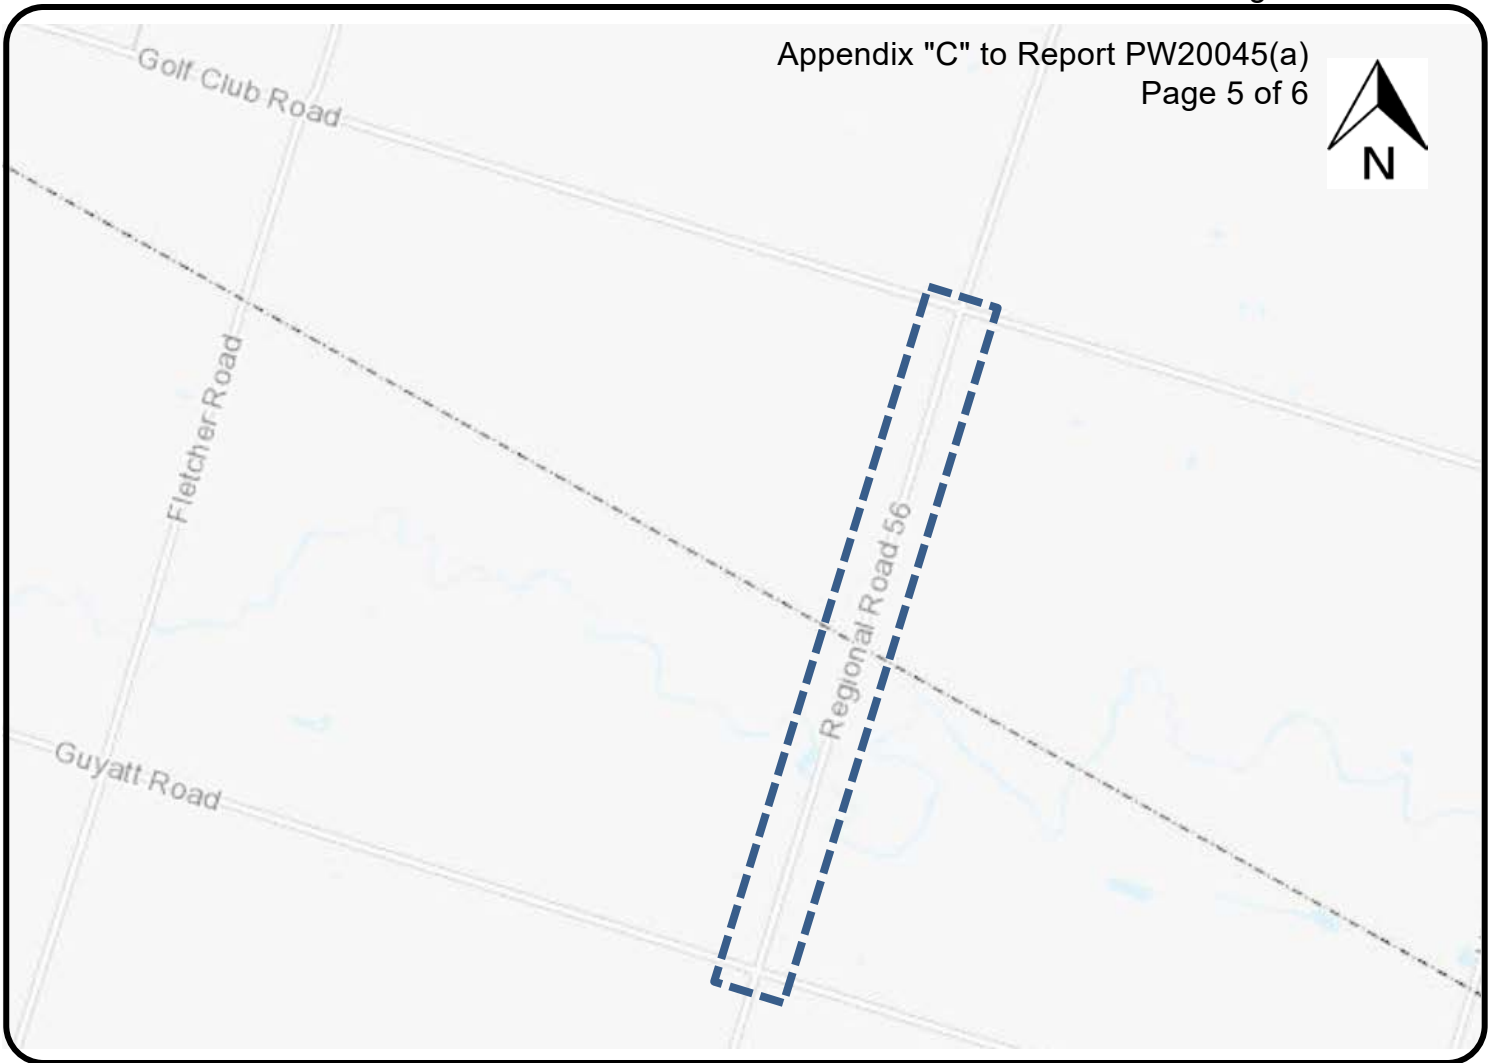 Appendix "C" to Report PW20045(a)
Page 5 of 6
N
Golf Club Road
Fletcher Road
Regional Road 56
Guyatt Road